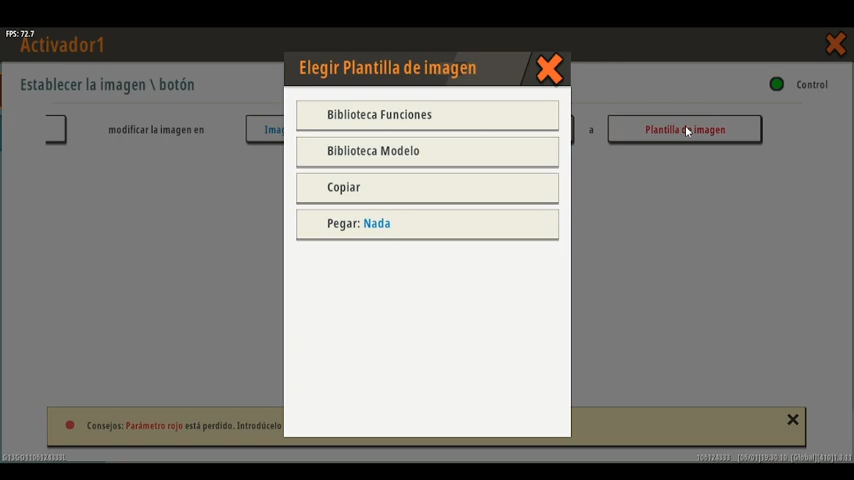 FPS: 72.7
Activador1
Establecer la imagen \ botón
Control
modificar la imagen en
a
Plantilla de imagen
Elegir Plantilla de imagen
Biblioteca Funciones
Biblioteca Modelo
Copiar
Pegar: Nada
Consejos: Parámetro rojo está perdido. Introdúcelo